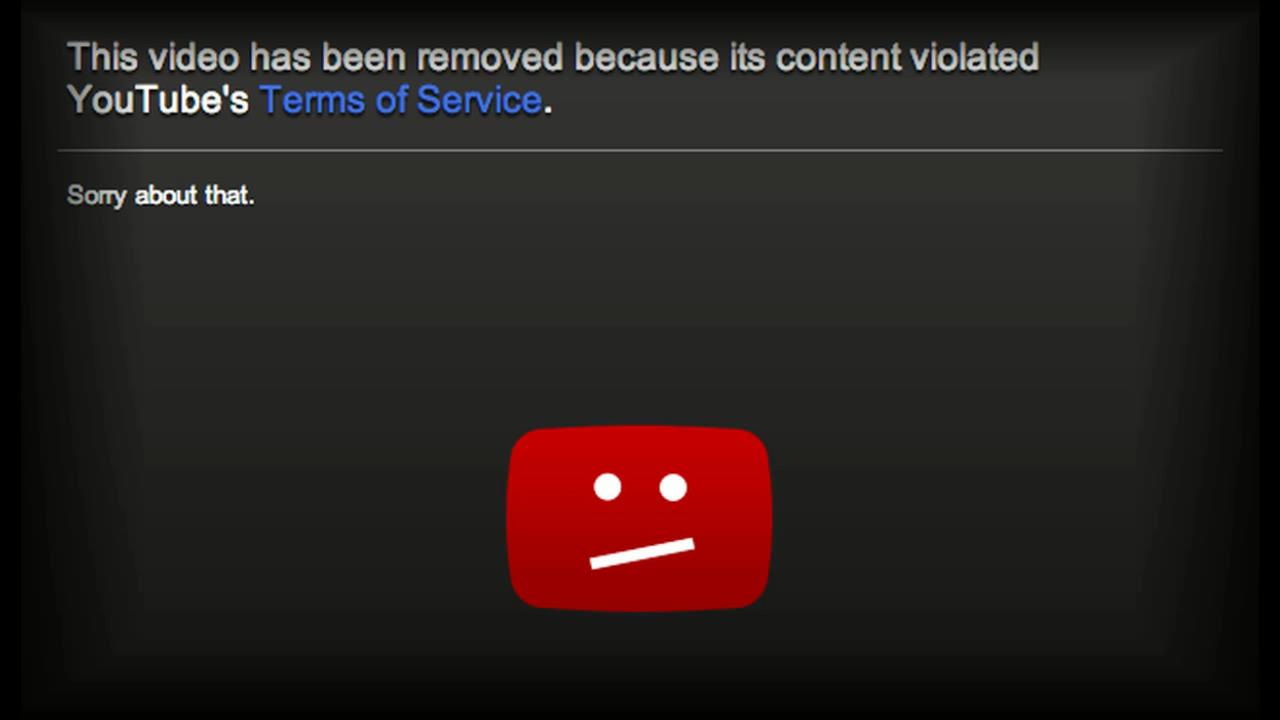 This video has been removed because its content violated
YouTube's Terms of Service.
Sorry about that.